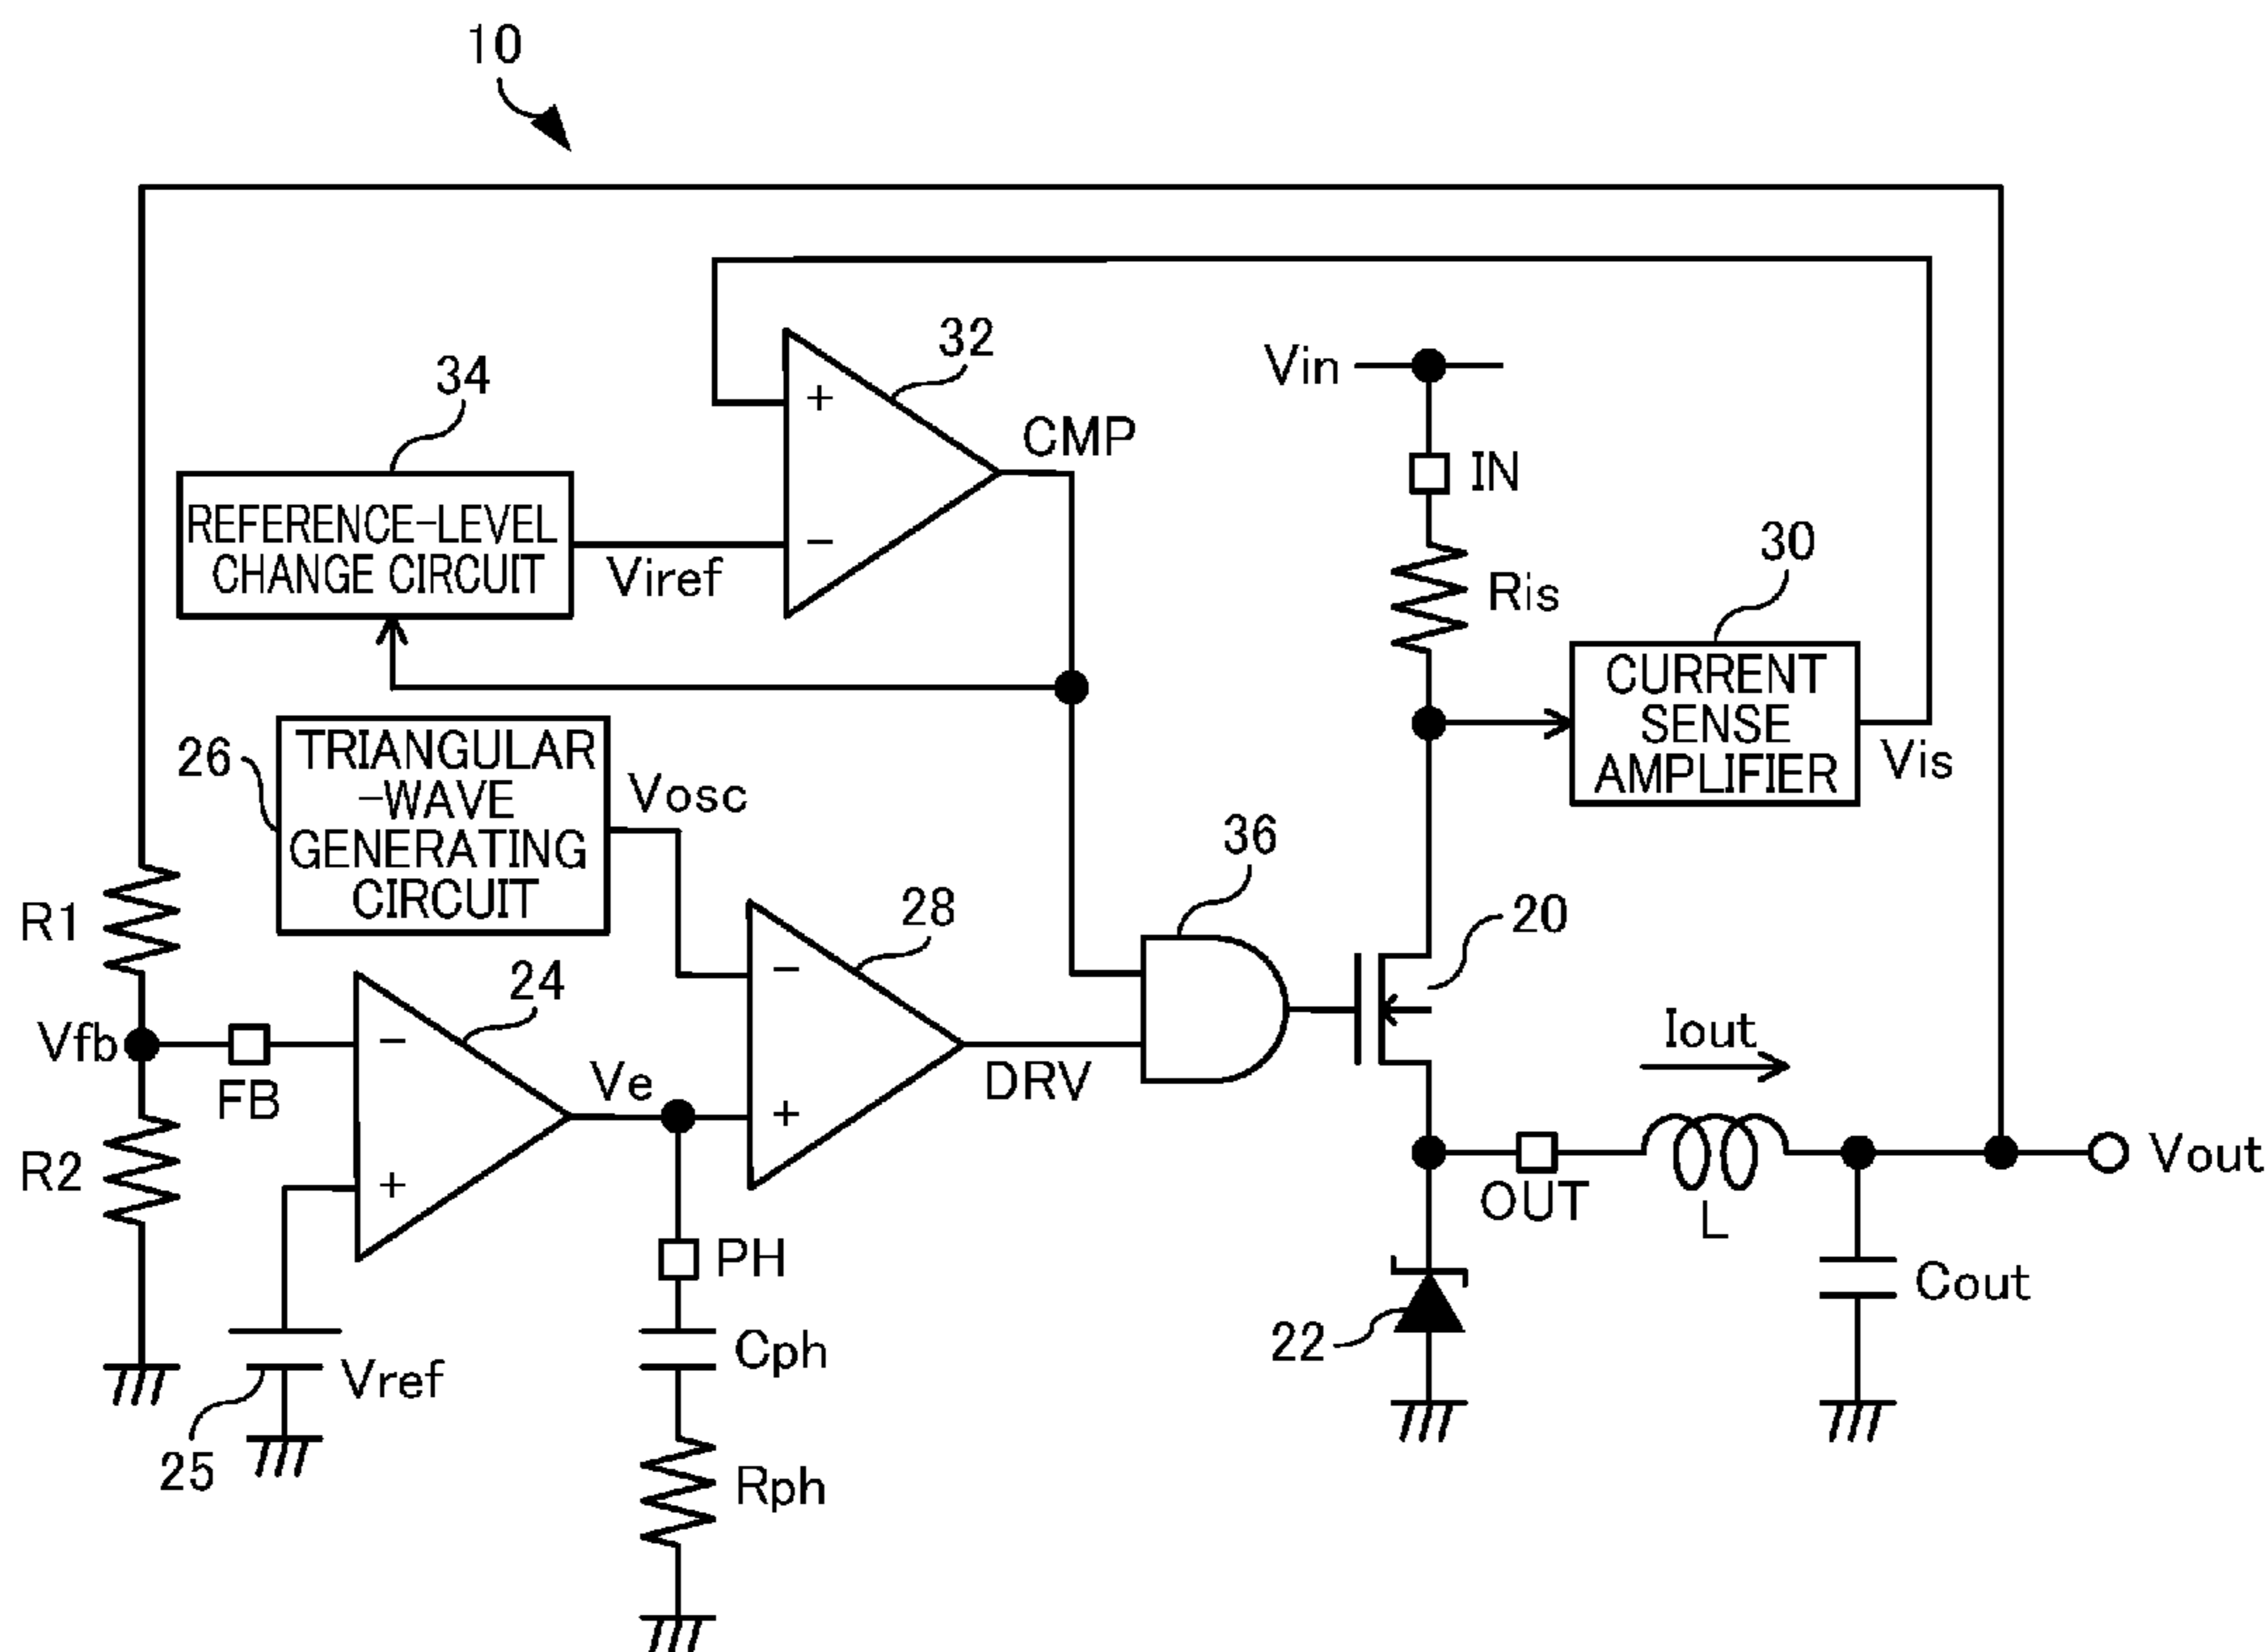 10
32
34
CMP
Vin
IN
REFERENCE-LEVEL
CHANGE CIRCUIT
+
−
Viref
Ris
30
CURRENT
SENSE
AMPLIFIER
Vis
26
TRIANGULAR
-WAVE
GENERATING
CIRCUIT
Vosc
36
R1
28
20
24
−
Vfb
FB
−
Ve
+
DRV
Iout
R2
+
PH
OUT
L
Vout
Cout
22
Cph
Vref
25
Rph